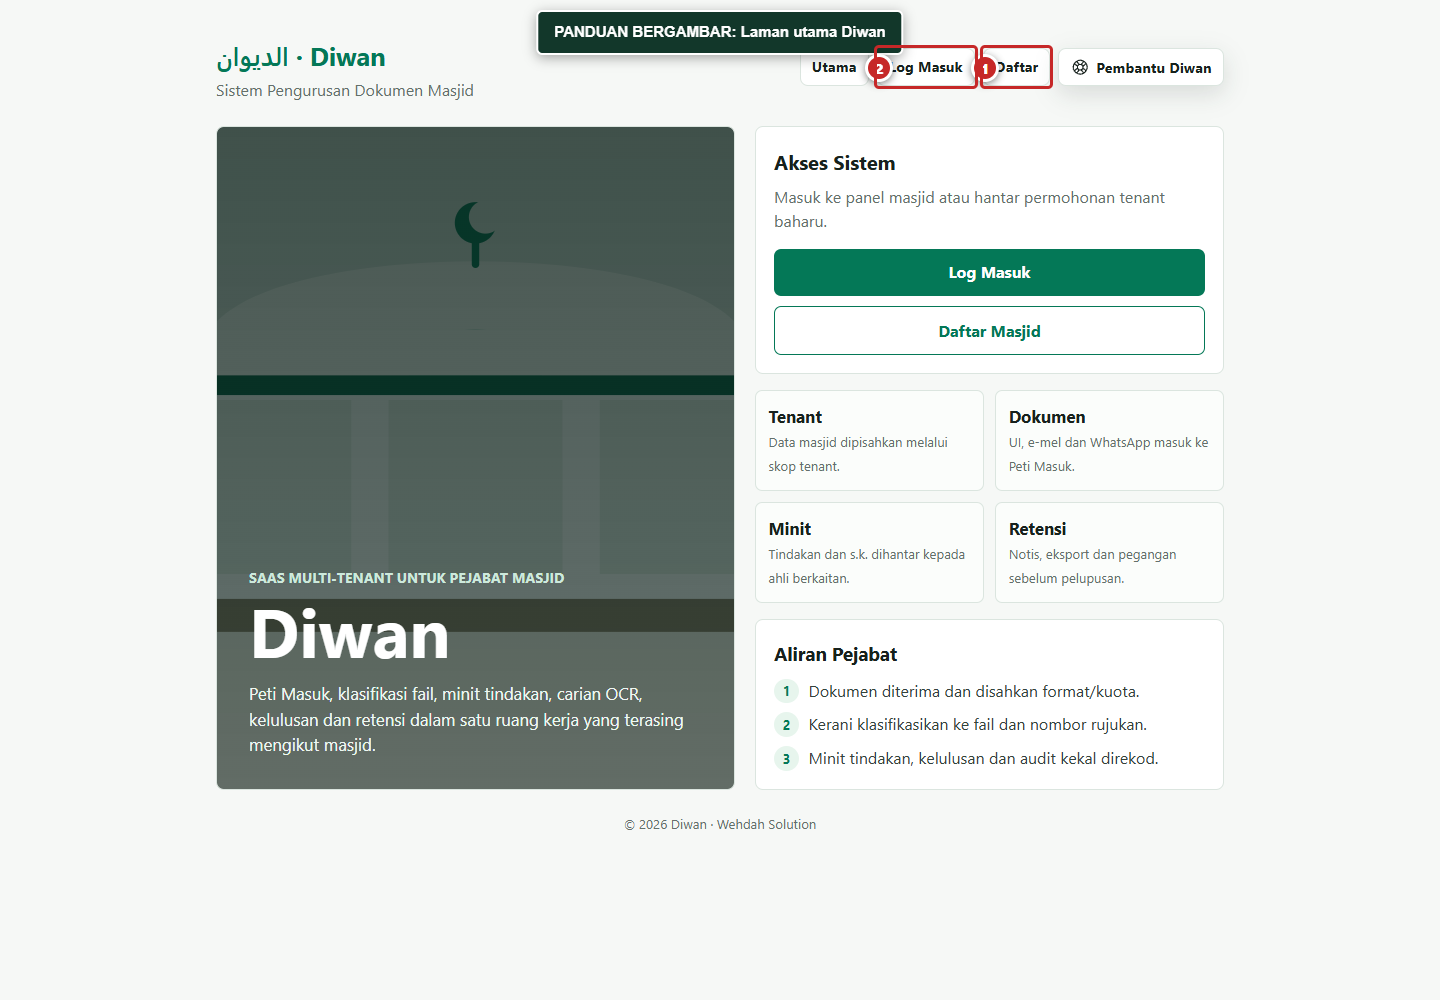 PANDUAN BERGAMBAR: Laman utama Diwan
الديوان · Diwan
Sistem Pengurusan Dokumen Masjid
Utama
2 Log Masuk
1 Daftar
Pembantu Diwan
SAAS MULTI-TENANT UNTUK PEJABAT MASJID
Diwan
Peti Masuk, klasifikasi fail, minit tindakan, carian OCR,
kelulusan dan retensi dalam satu ruang kerja yang terasing
mengikut masjid.
Akses Sistem
Masuk ke panel masjid atau hantar permohonan tenant
baharu.
Log Masuk
Daftar Masjid
Tenant
Data masjid dipisahkan melalui
skop tenant.
Dokumen
UI, e-mel dan WhatsApp masuk ke
Peti Masuk.
Minit
Tindakan dan s.k. dihantar kepada
ahli berkaitan.
Retensi
Notis, eksport dan pegangan
sebelum pelupusan.
Aliran Pejabat
1 Dokumen diterima dan disahkan format/kuota.
2 Kerani klasifikasikan ke fail dan nombor rujukan.
3 Minit tindakan, kelulusan dan audit kekal direkod.
© 2026 Diwan · Wehdah Solution